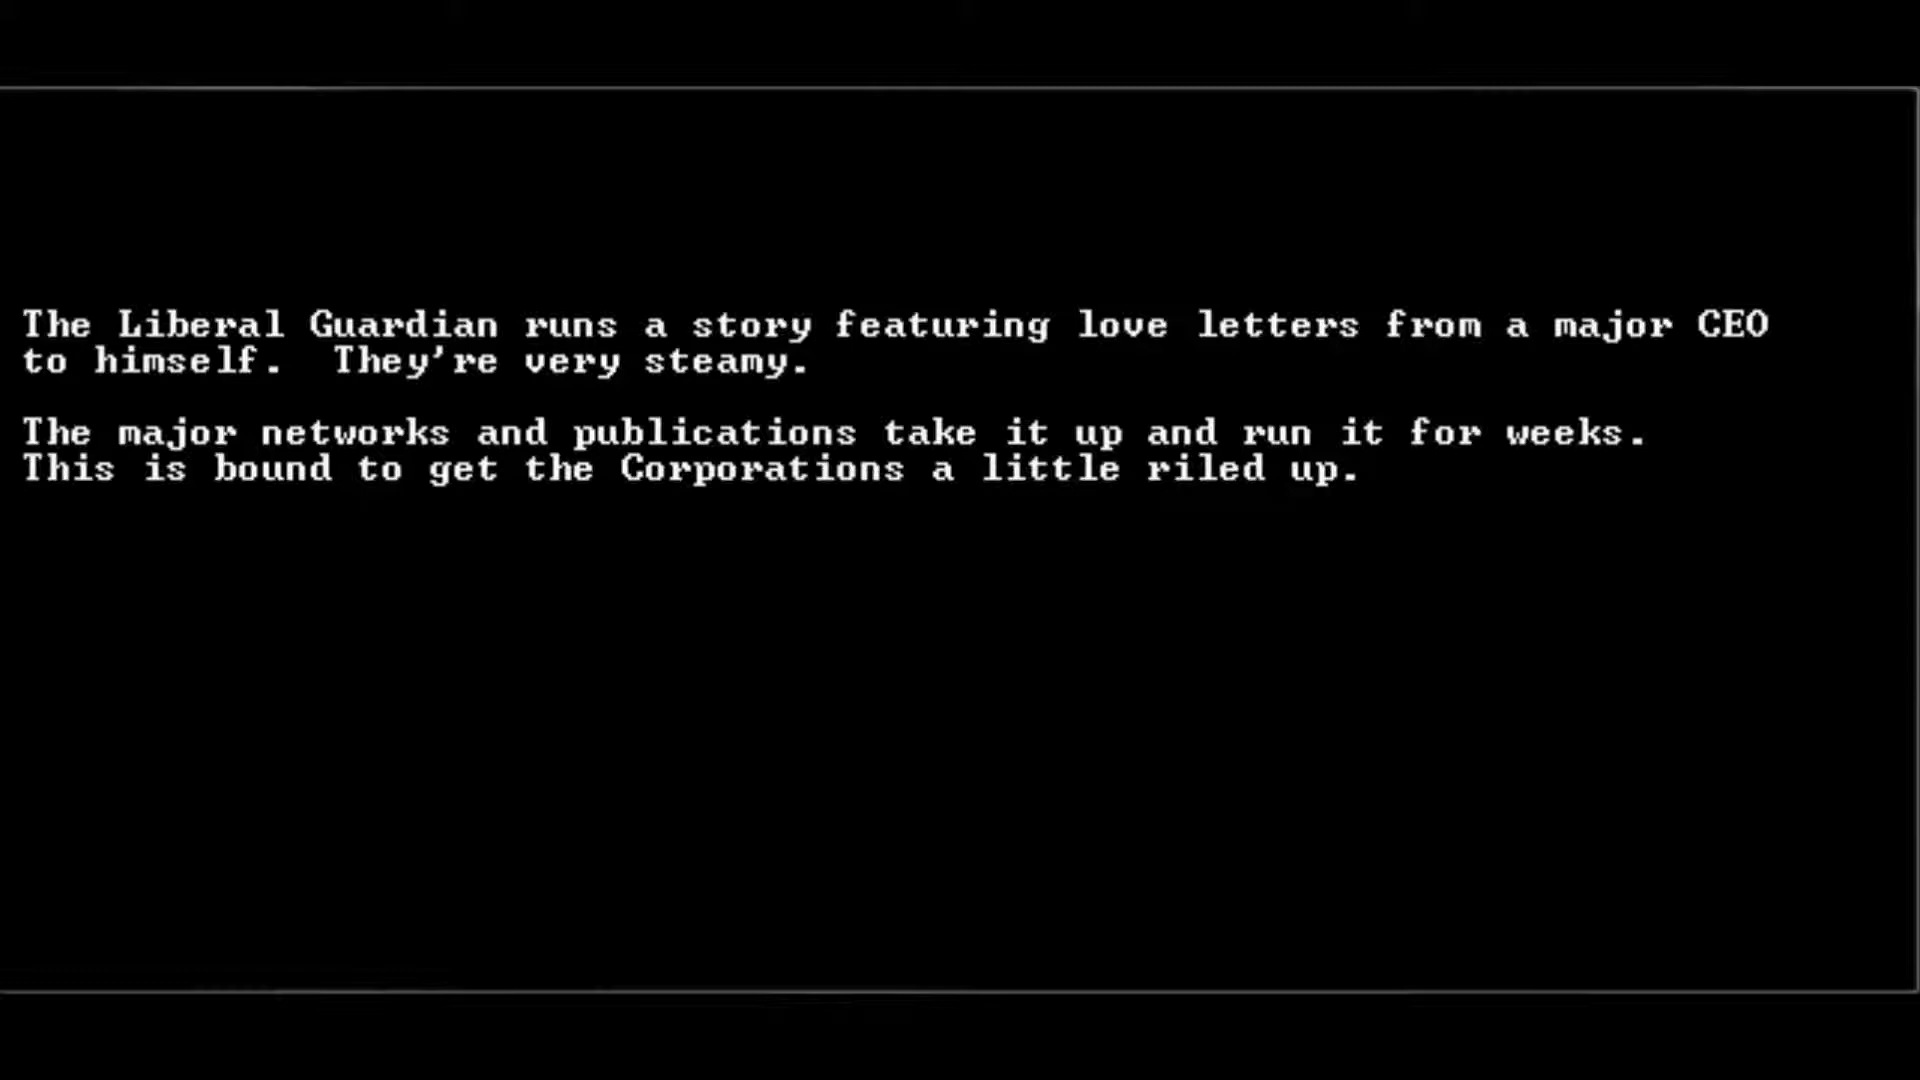 The Liberal Guardian runs a story featuring love letters from a major CEO
to himself.  They're very steamy.
The major networks and publications take it up and run it for weeks.
This is bound to get the Corporations a little riled up.